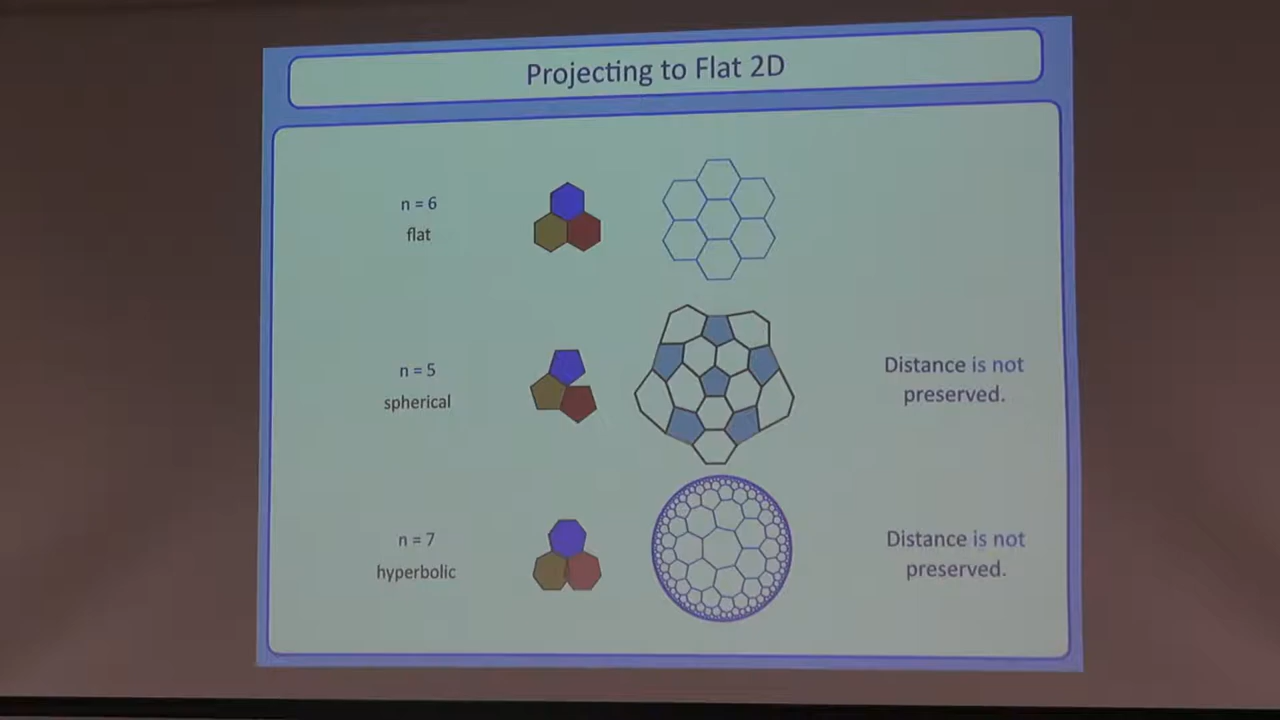 Projecting to Flat 2D
n = 6
flat
n = 5
spherical
Distance is not
preserved.
n = 7
hyperbolic
Distance is not
preserved.